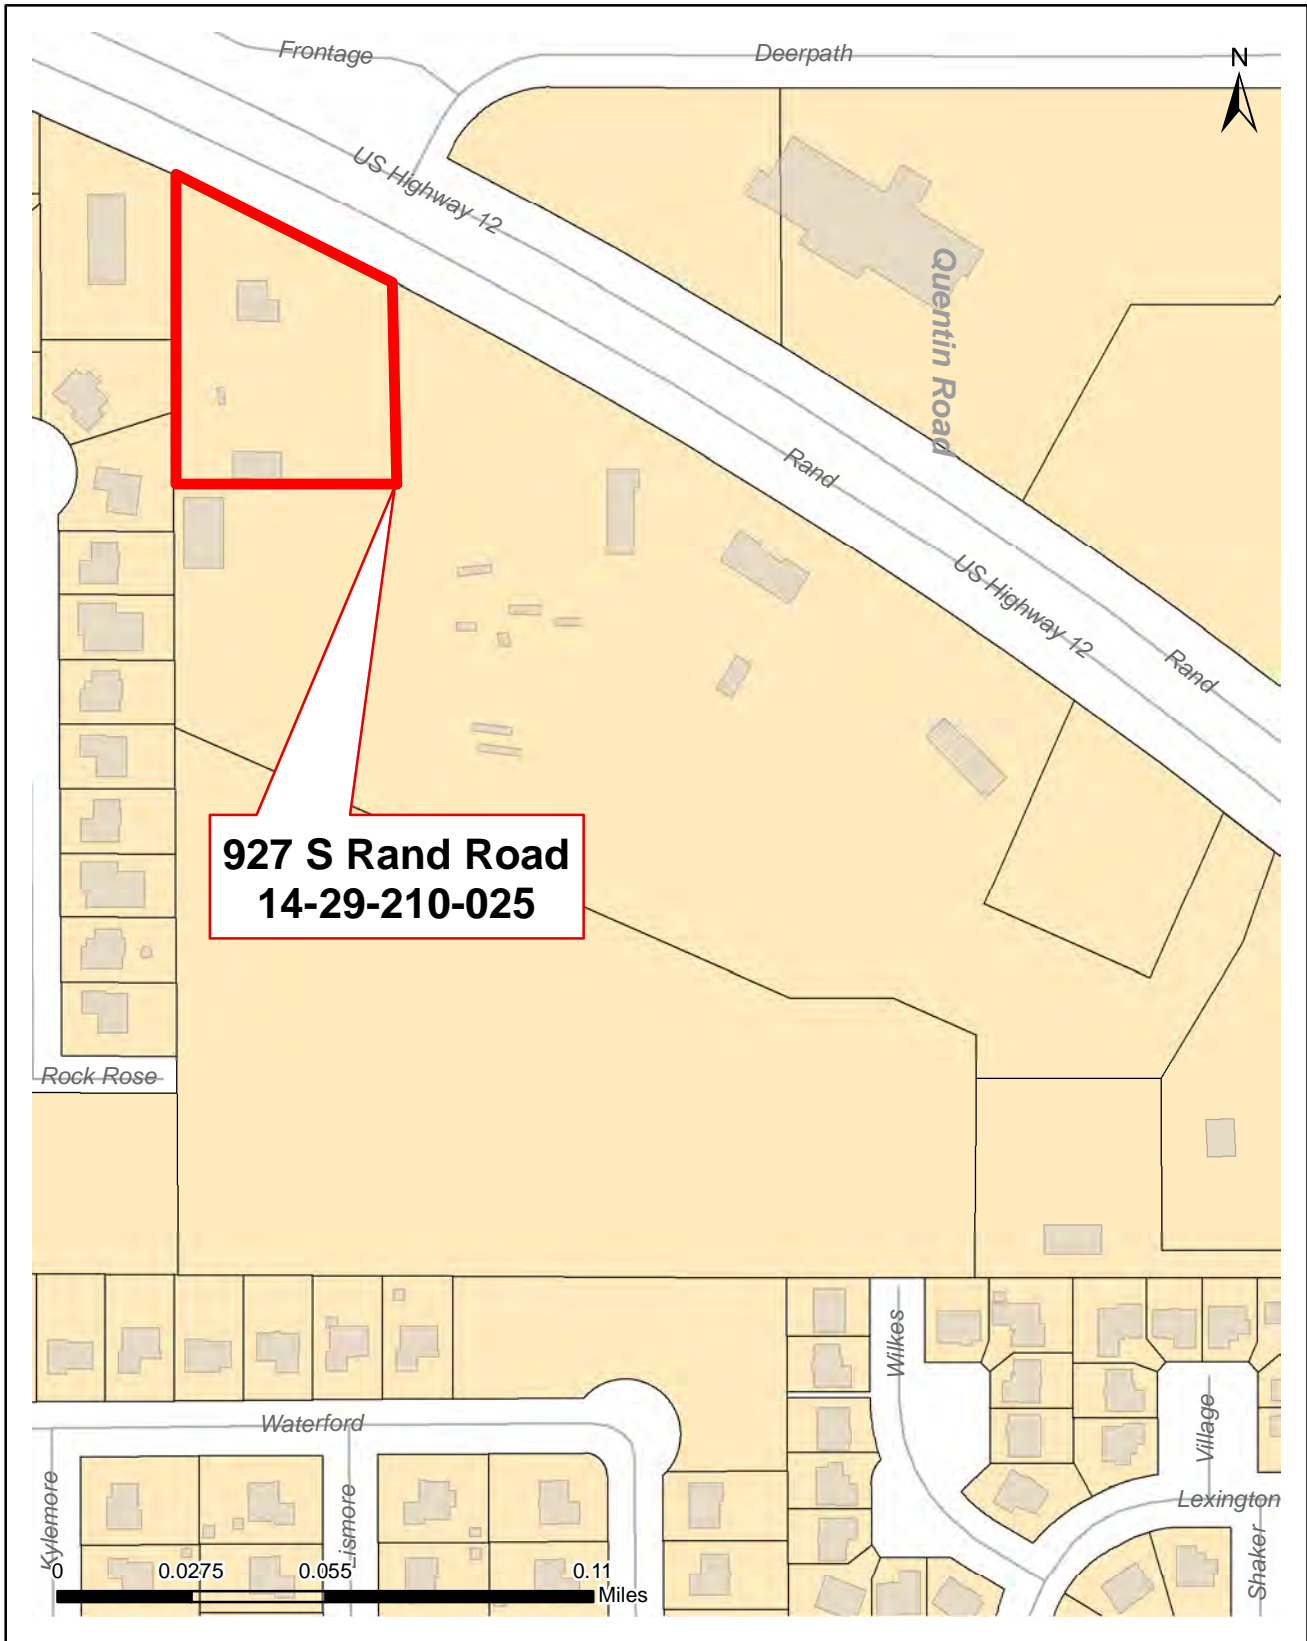 Frontage
Deerpath
N
US Highway 12
Quentin Road
Rand
US Highway 12
Rand
927 S Rand Road
14-29-210-025
Rock Rose
Wilkes
Waterford
Village
Kylemore
Lismore
Lexington
Shaker
0 0.0275 0.055 0.11
Miles